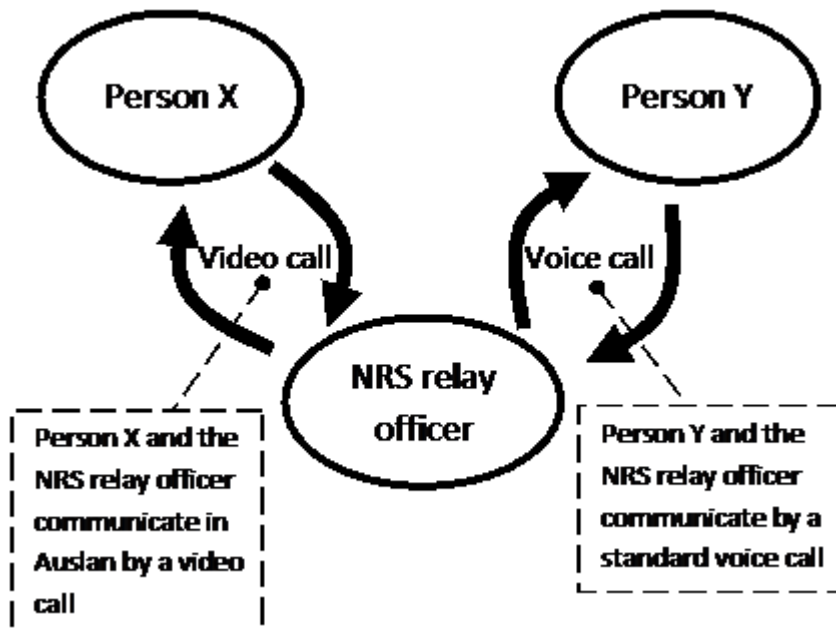 Person X
Person Y
Video call
Voice call
NRS relay
officer
Person X and the
NRS relay officer
communicate in
Auslan by a video
call
Person Y and the
NRS relay officer
communicate by a
standard voice call